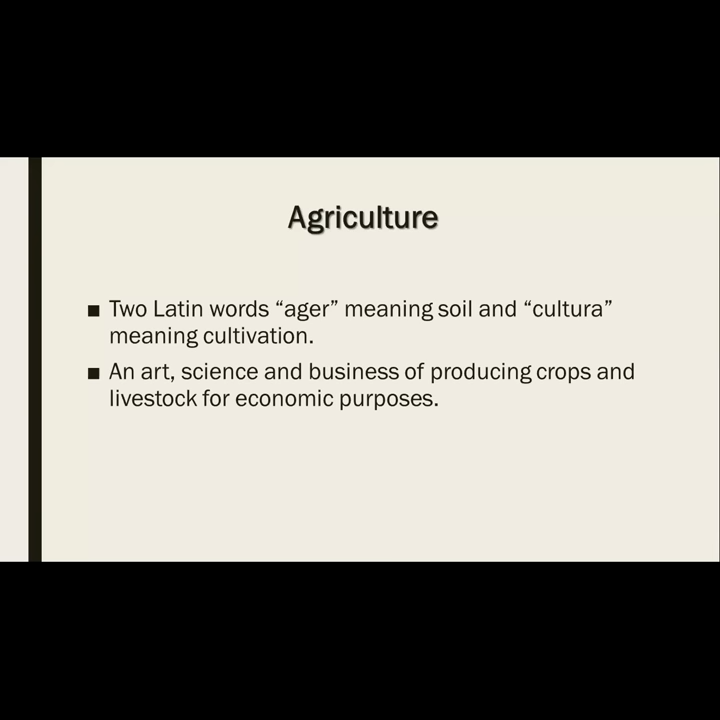 Agriculture
■ Two Latin words “ager” meaning soil and “cultura”
meaning cultivation.
■ An art, science and business of producing crops and
livestock for economic purposes.